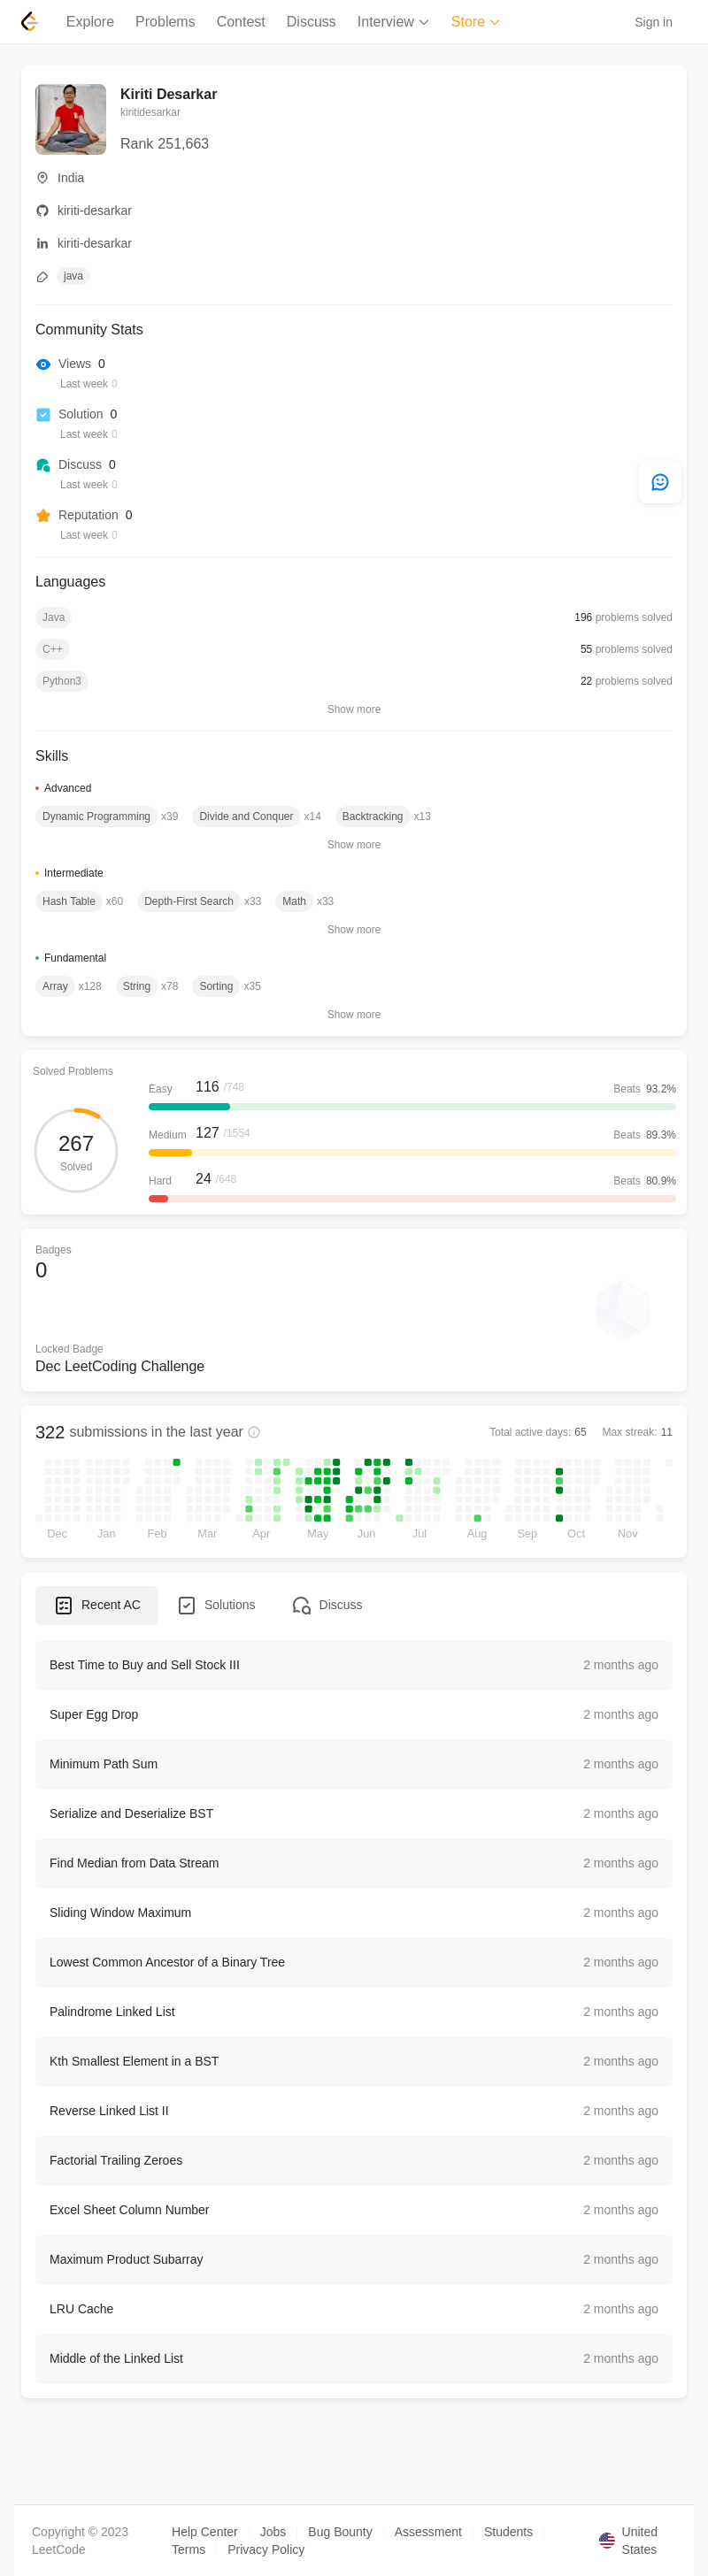 Explore Problems Contest Discuss Interview Store Sign in
Kiriti Desarkar
kiritidesarkar
Rank 251,663
India
kiriti-desarkar
kiriti-desarkar
java
Community Stats
Views 0
Last week 0
Solution 0
Last week 0
Discuss 0
Last week 0
Reputation 0
Last week 0
Languages
Java 196 problems solved
C++ 55 problems solved
Python3 22 problems solved
Show more
Skills
Advanced
Dynamic Programming x39 Divide and Conquer x14 Backtracking x13
Show more
Intermediate
Hash Table x60 Depth-First Search x33 Math x33
Show more
Fundamental
Array x128 String x78 Sorting x35
Show more
Solved Problems
267
Solved
Easy 116 /748 Beats 93.2%
Medium 127 /1554 Beats 89.3%
Hard 24 /648 Beats 80.9%
Badges
0
Locked Badge
Dec LeetCoding Challenge
322 submissions in the last year Total active days: 65 Max streak: 11
Dec Jan Feb Mar Apr May Jun Jul Aug Sep Oct Nov
Recent AC Solutions Discuss
Best Time to Buy and Sell Stock III 2 months ago
Super Egg Drop 2 months ago
Minimum Path Sum 2 months ago
Serialize and Deserialize BST 2 months ago
Find Median from Data Stream 2 months ago
Sliding Window Maximum 2 months ago
Lowest Common Ancestor of a Binary Tree 2 months ago
Palindrome Linked List 2 months ago
Kth Smallest Element in a BST 2 months ago
Reverse Linked List II 2 months ago
Factorial Trailing Zeroes 2 months ago
Excel Sheet Column Number 2 months ago
Maximum Product Subarray 2 months ago
LRU Cache 2 months ago
Middle of the Linked List 2 months ago
Copyright © 2023 LeetCode
Help Center Jobs Bug Bounty Assessment Students
Terms Privacy Policy
United States